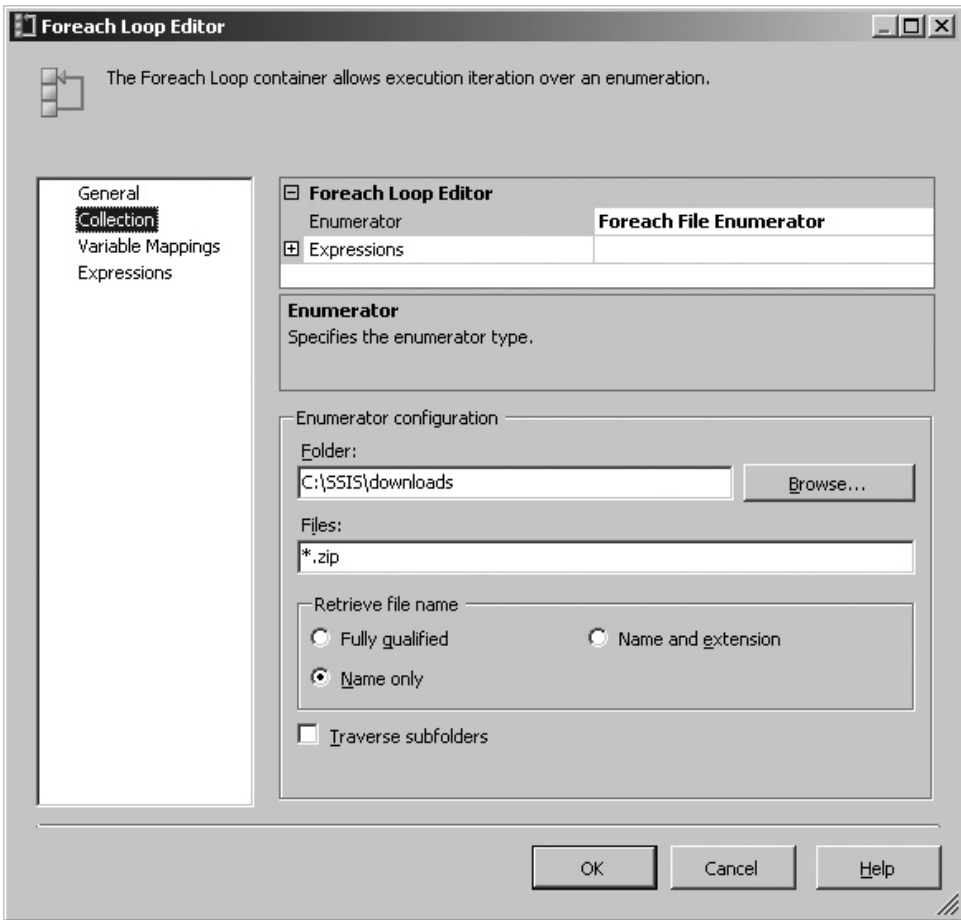 Foreach Loop Editor
The Foreach Loop container allows execution iteration over an enumeration.
General
Collection
Variable Mappings
Expressions
Foreach Loop Editor
Enumerator Foreach File Enumerator
Expressions
Enumerator
Specifies the enumerator type.
Enumerator configuration
Folder:
C:\SSIS\downloads
Browse...
Files:
*.zip
Retrieve file name
Fully qualified Name and extension
Name only
Traverse subfolders
OK Cancel Help